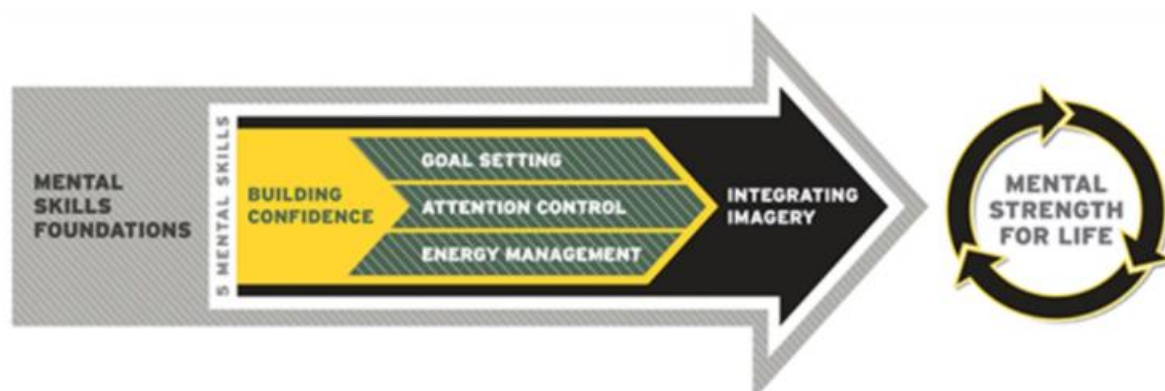 MENTAL
SKILLS
FOUNDATIONS
5 MENTAL SKILLS
BUILDING
CONFIDENCE
GOAL SETTING
ATTENTION CONTROL
ENERGY MANAGEMENT
INTEGRATING
IMAGERY
MENTAL
STRENGTH
FOR LIFE